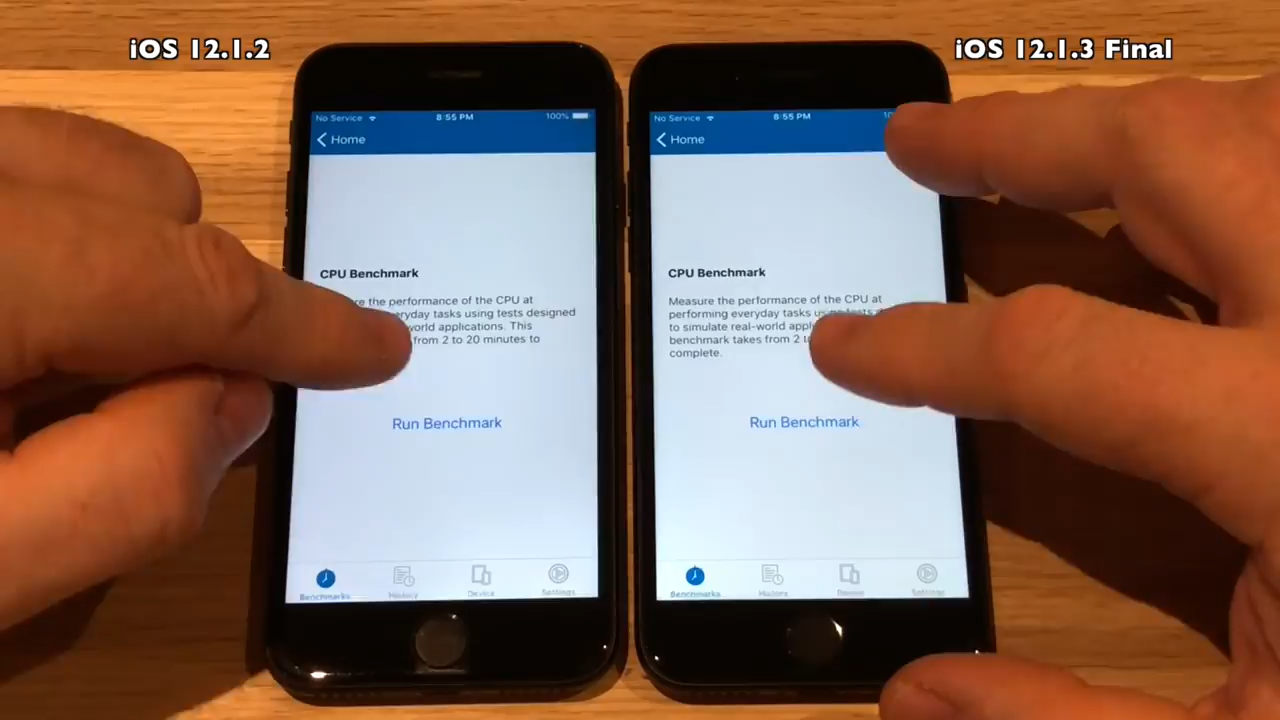 iOS 12.1.2
iOS 12.1.3 Final
No Service
8:55 PM
100%
Home
CPU Benchmark
the performance of the CPU at
everyday tasks using tests designed
world applications. This
from 2 to 20 minutes to
Run Benchmark
Benchmarks
History
Device
Settings
No Service
8:55 PM
Home
CPU Benchmark
Measure the performance of the CPU at
performing everyday tasks using tests
to simulate real-world
benchmark takes from 2
complete.
Run Benchmark
Benchmarks
History
Device
Settings